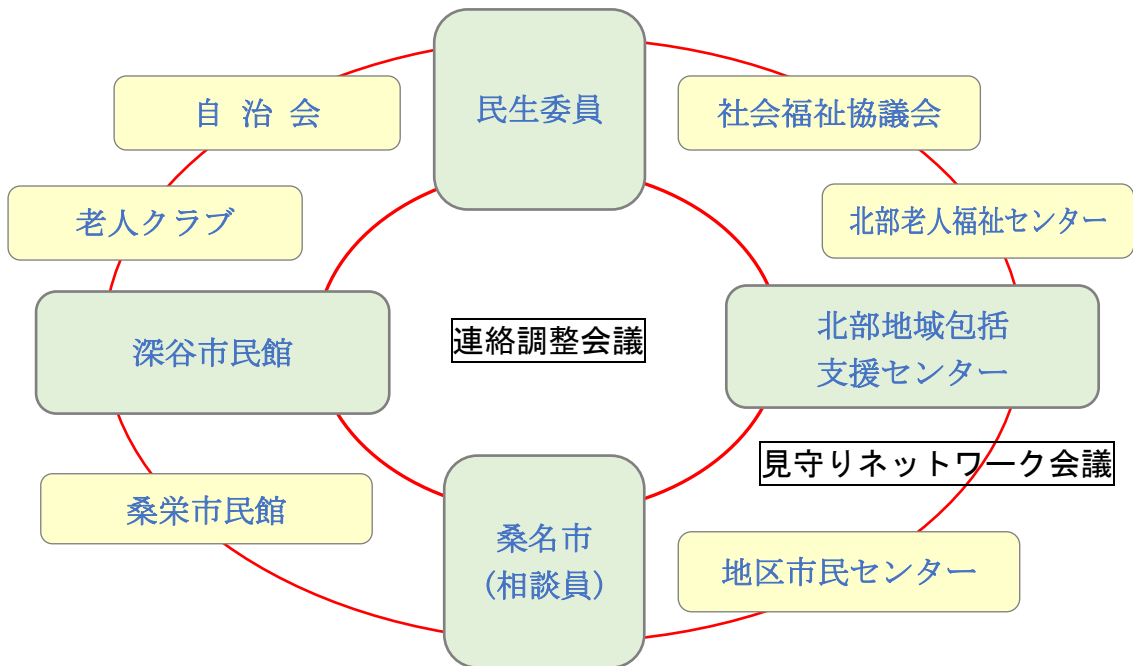 民生委員
自 治 会
社会福祉協議会
老人クラブ
北部老人福祉センター
深谷市民館
連絡調整会議
北部地域包括
支援センター
見守りネットワーク会議
桑栄市民館
桑名市
(相談員)
地区市民センター